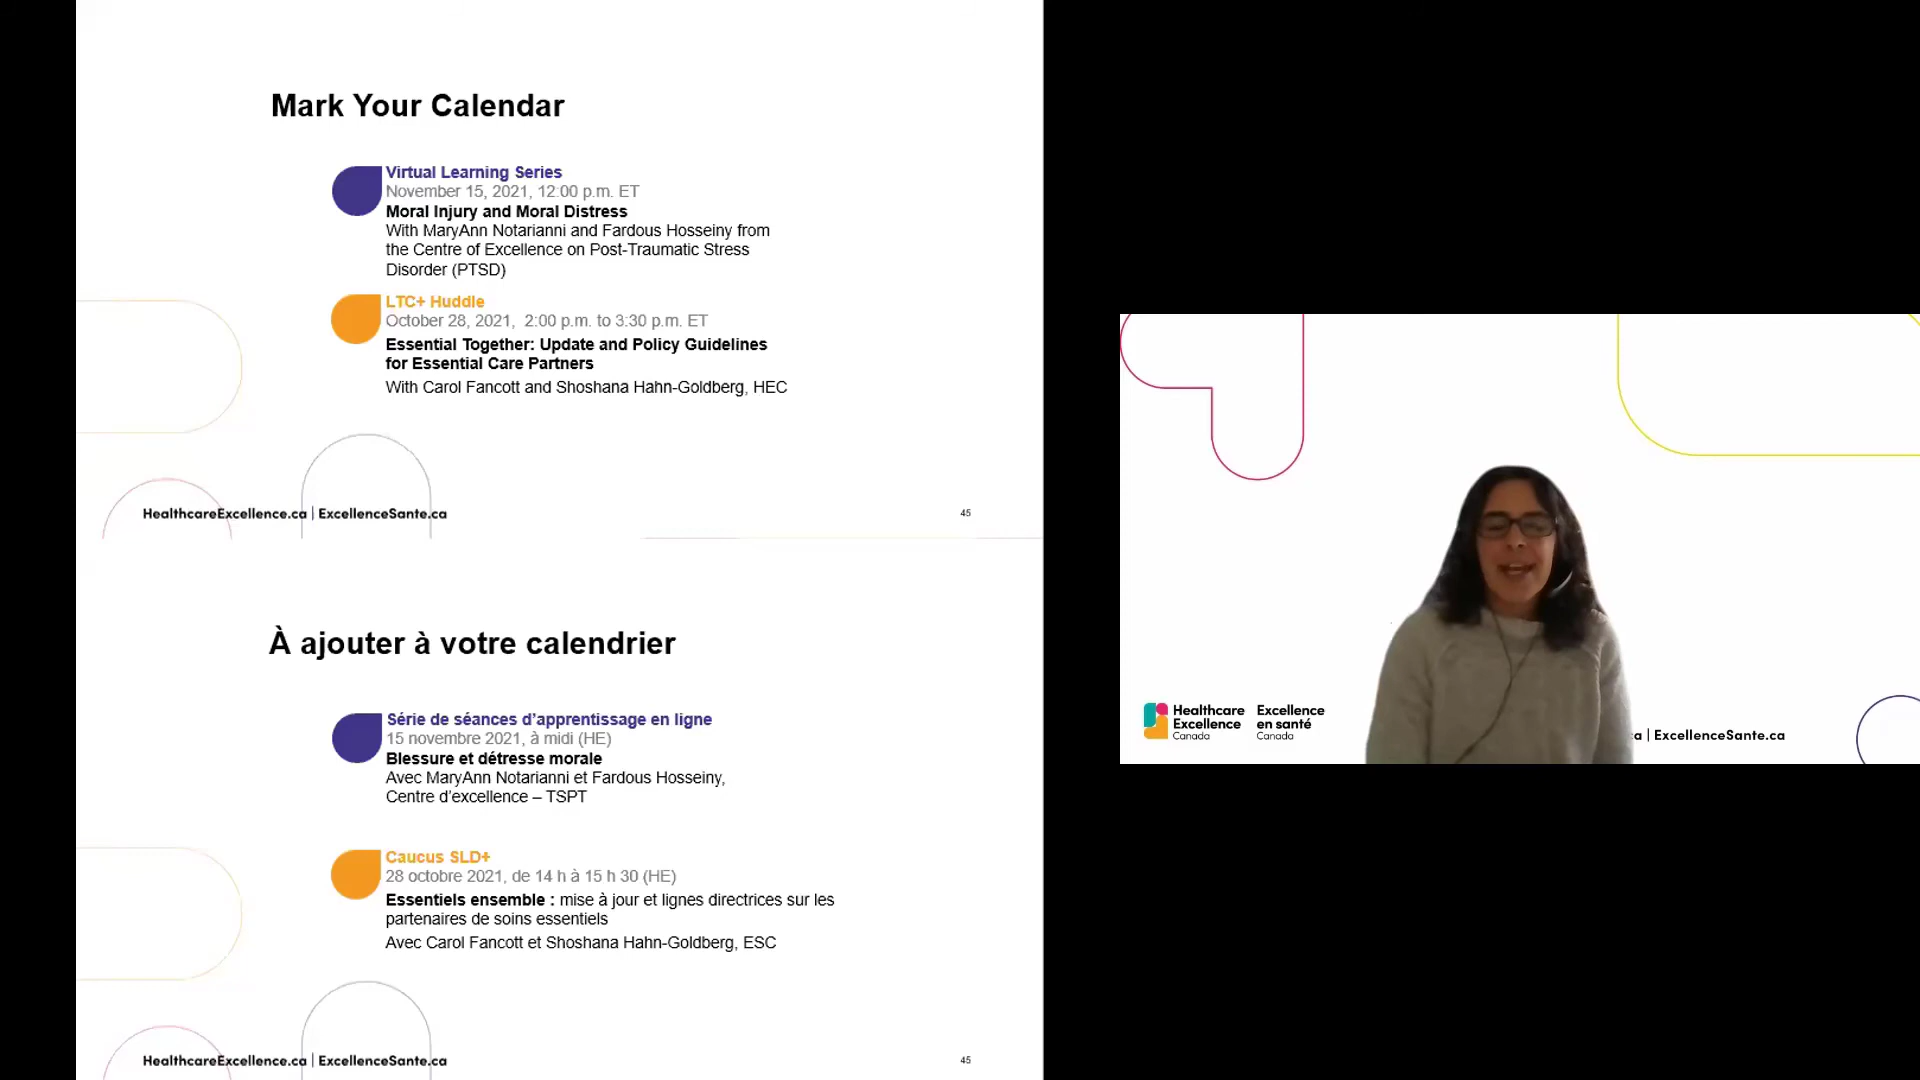 Mark Your Calendar
Virtual Learning Series
November 15, 2021, 12:00 p.m. ET
Moral Injury and Moral Distress
With MaryAnn Notarianni and Fardous Hosseiny from
the Centre of Excellence on Post-Traumatic Stress
Disorder (PTSD)
LTC+ Huddle
October 28, 2021,  2:00 p.m. to 3:30 p.m. ET
Essential Together: Update and Policy Guidelines
for Essential Care Partners
With Carol Fancott and Shoshana Hahn-Goldberg, HEC
HealthcareExcellence.ca | ExcellenceSante.ca
45
À ajouter à votre calendrier
Série de séances d’apprentissage en ligne
15 novembre 2021, à midi (HE)
Blessure et détresse morale
Avec MaryAnn Notarianni et Fardous Hosseiny,
Centre d’excellence – TSPT
Caucus SLD+
28 octobre 2021, de 14 h à 15 h 30 (HE)
Essentiels ensemble : mise à jour et lignes directrices sur les
partenaires de soins essentiels
Avec Carol Fancott et Shoshana Hahn-Goldberg, ESC
HealthcareExcellence.ca | ExcellenceSante.ca
45
Healthcare
Excellence
Canada
Excellence
en santé
Canada
a | ExcellenceSante.ca